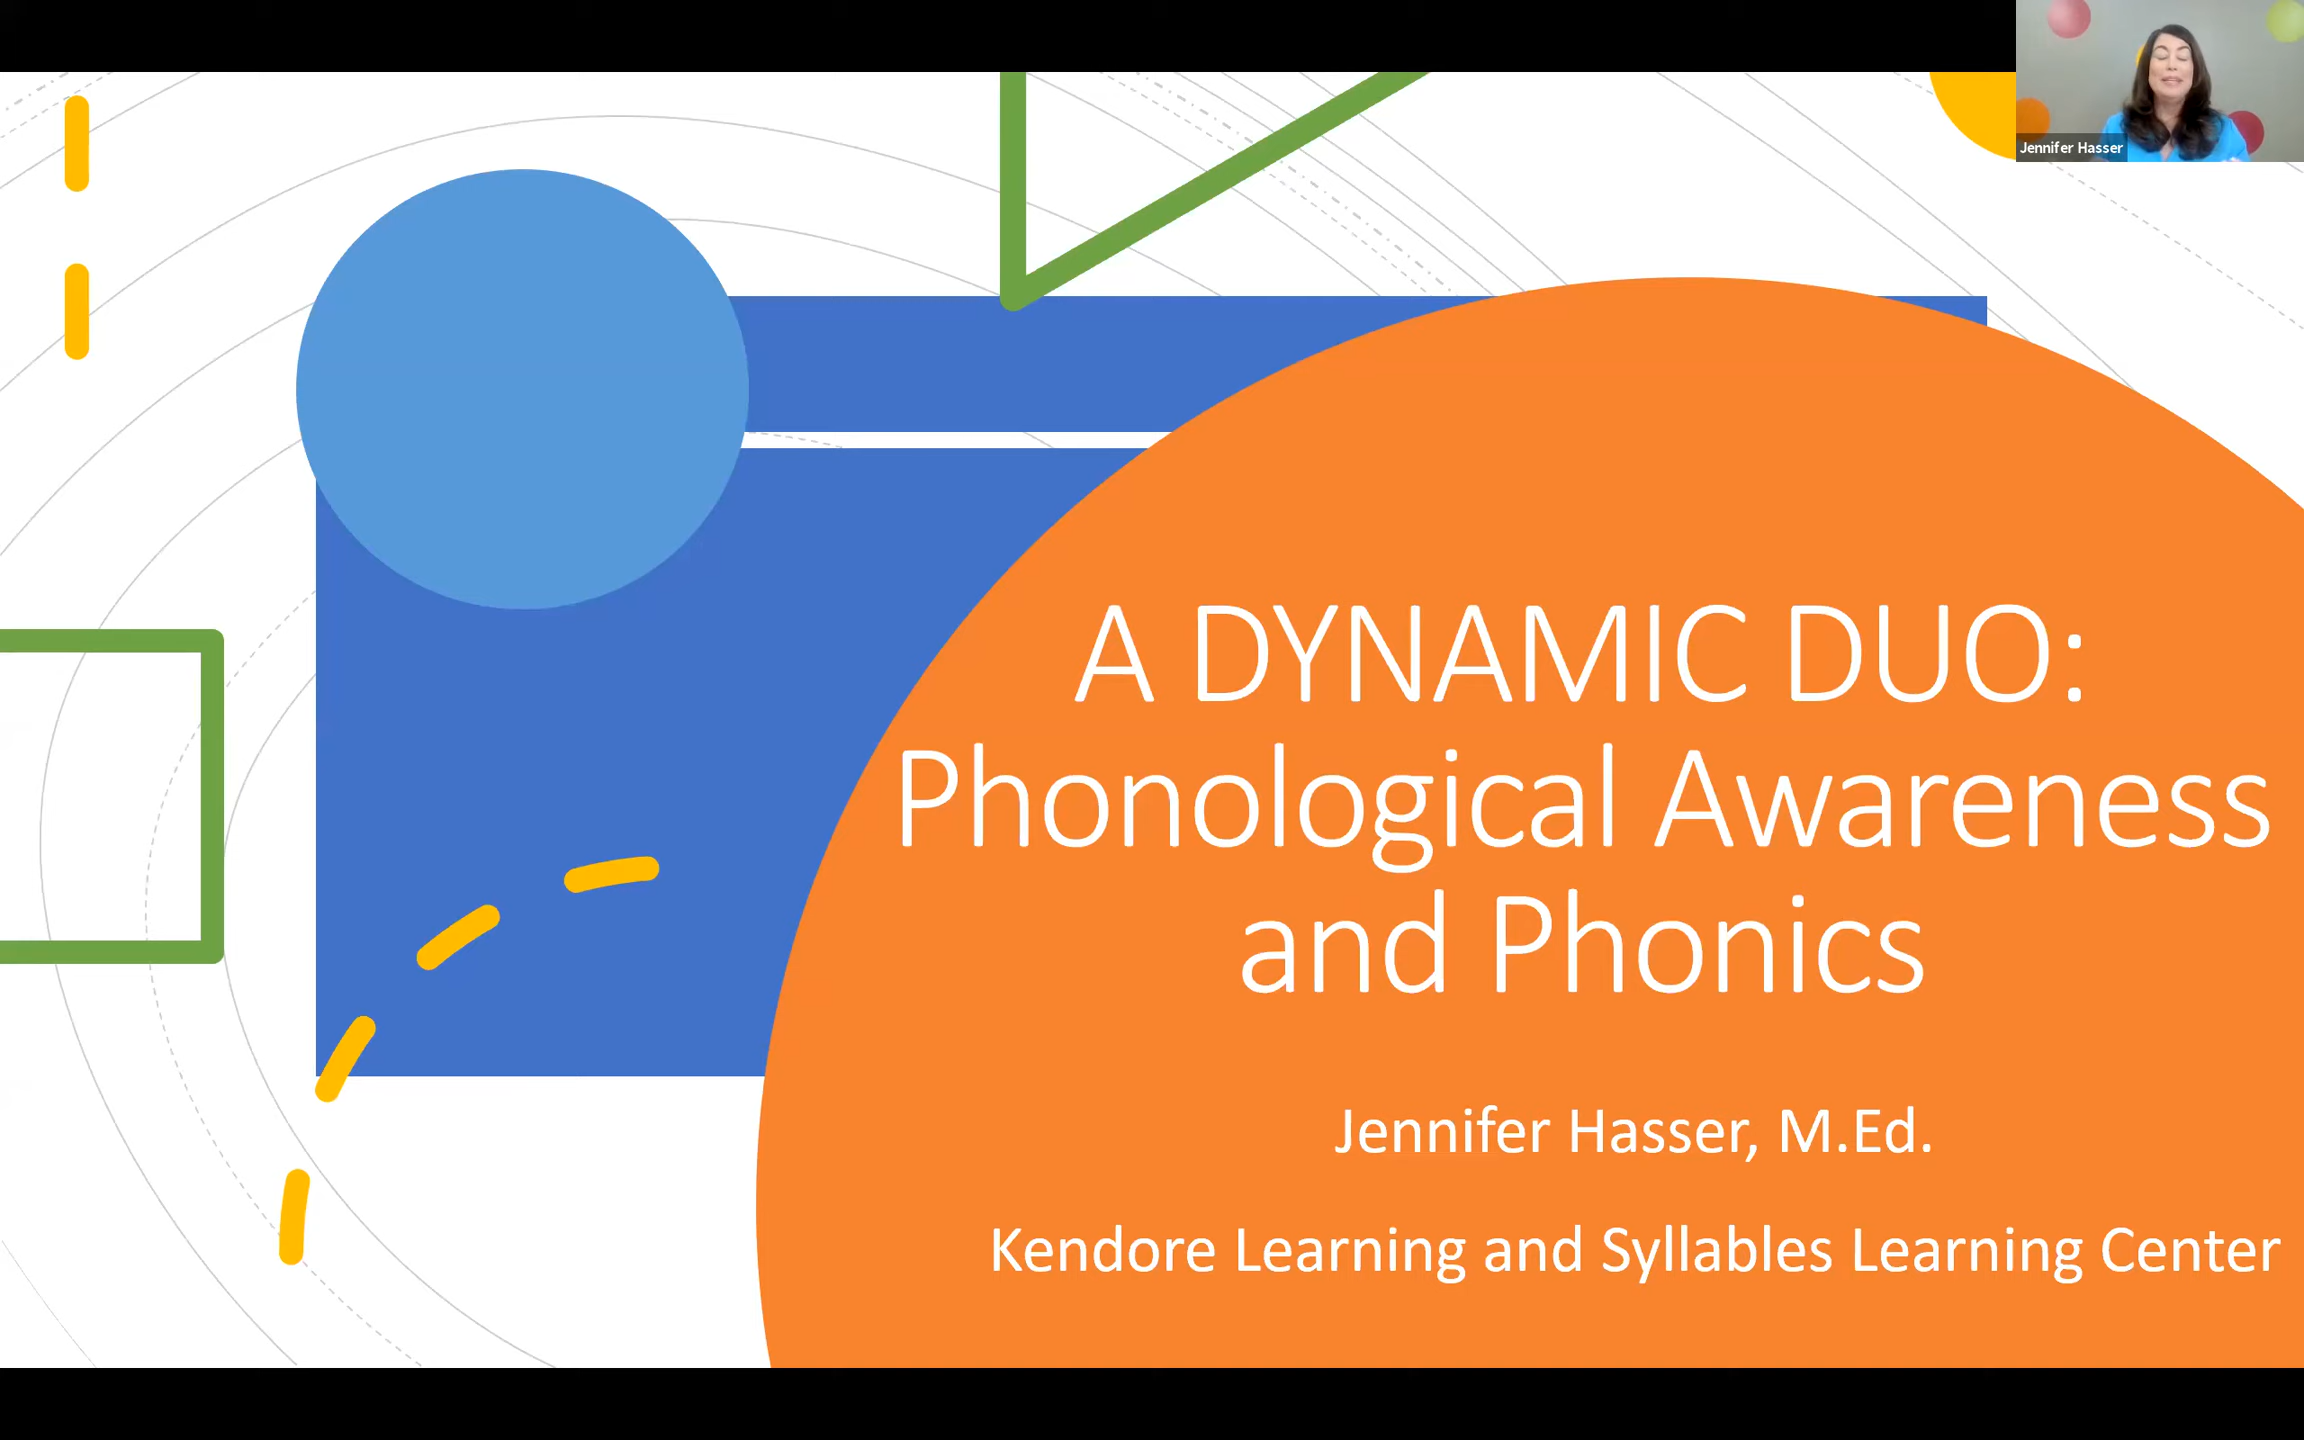 Jennifer Hasser
A DYNAMIC DUO:
Phonological Awareness
and Phonics
Jennifer Hasser, M.Ed.
Kendore Learning and Syllables Learning Center